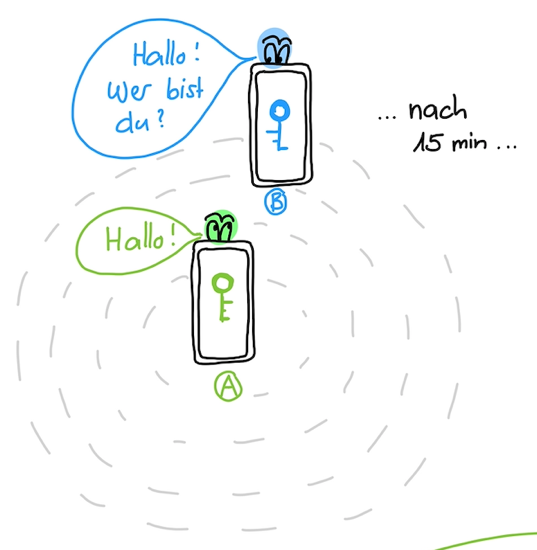 Hallo!
Wer bist
du?
... nach
15 min ...
B
Hallo!
A